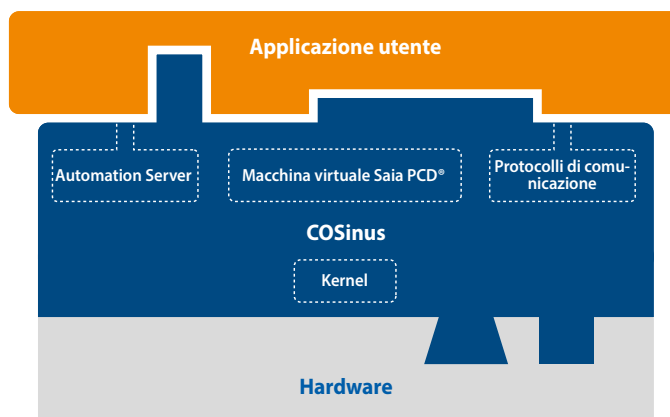 Applicazione utente
Automation Server
Macchina virtuale Saia PCD®
Protocolli di comu-
nicazione
COSinus
Kernel
Hardware